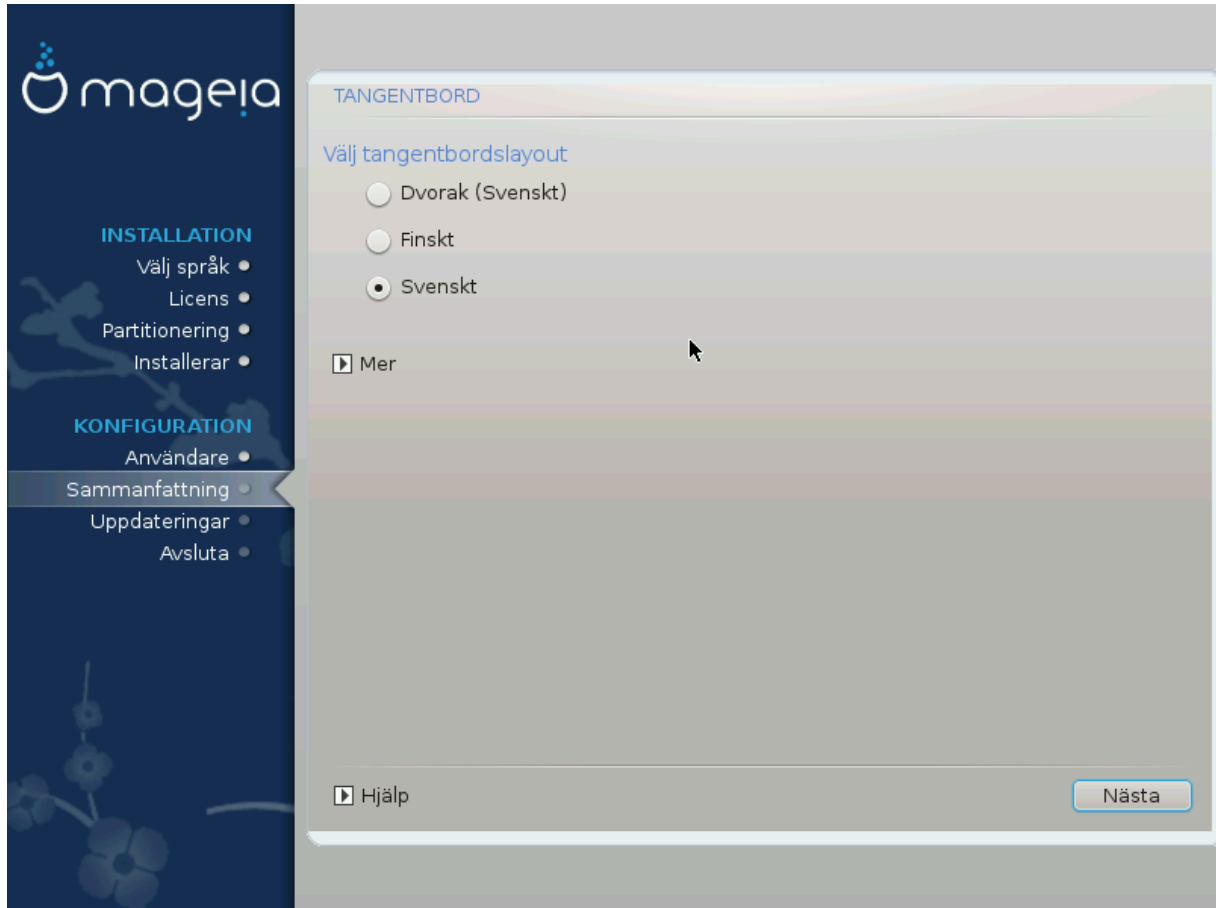 mageia
INSTALLATION
Välj språk
Licens
Partitionering
Installerar
KONFIGURATION
Användare
Sammanfattning
Uppdateringar
Avsluta
TANGENTBORD
Välj tangentbordslayout
Dvorak (Svenskt)
Finskt
Svenskt
Mer
Hjälp
Nästa